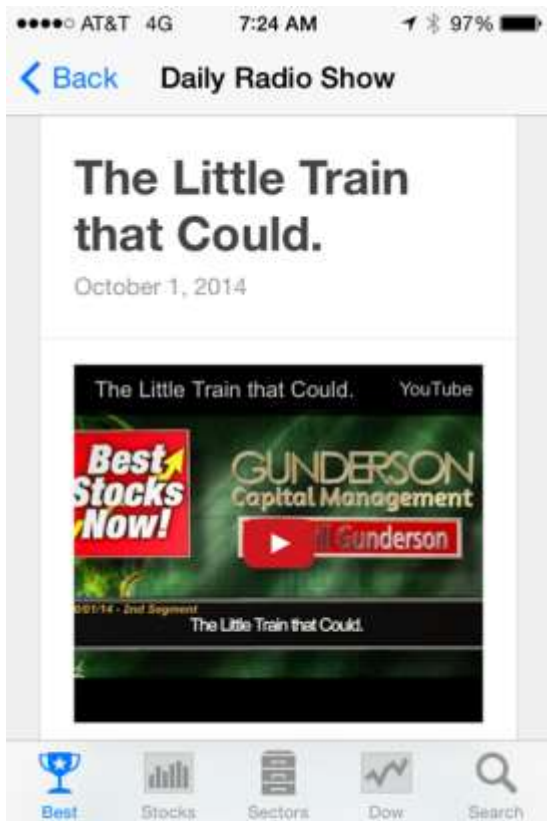 AT&T 4G 7:24 AM 97%
Back Daily Radio Show
The Little Train
that Could.
October 1, 2014
The Little Train that Could. YouTube
Best
Stocks
Now!
GUNDERSON
Capital Management
Gunderson
0/01/14 - 2nd Segment
The Little Train that Could.
Best Stocks Sectors Dow Search